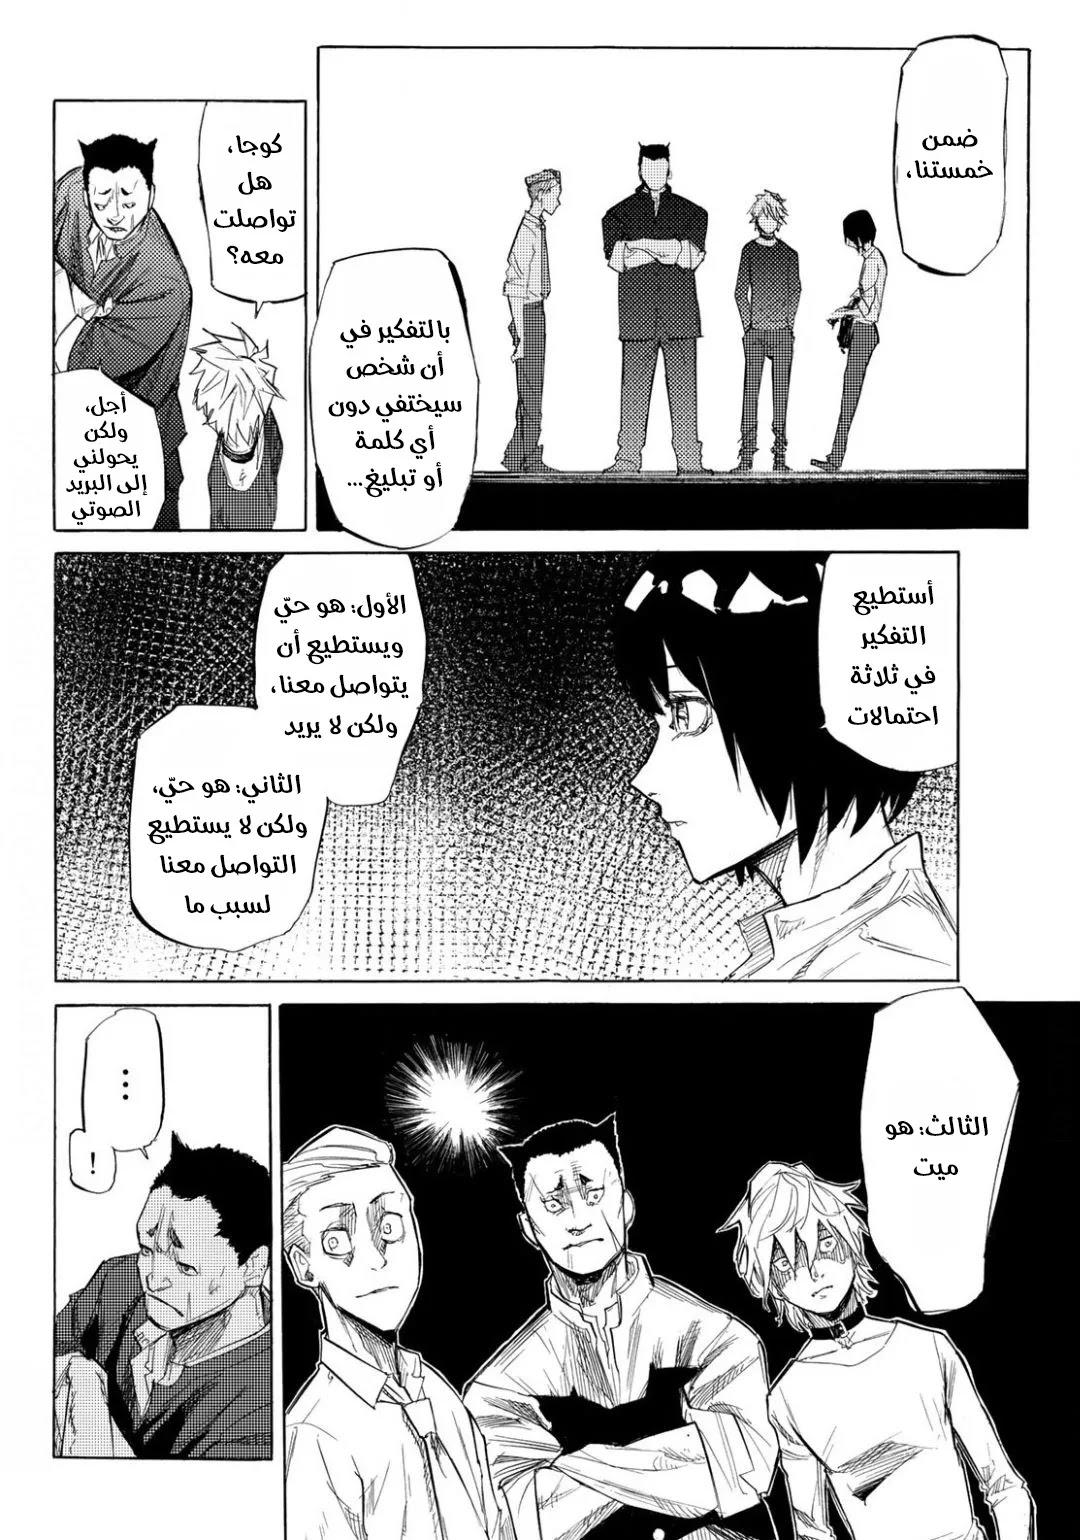 ضمن
خمستنا،
بالتفكير في
أن شخص
سيختفي دون
أي كلمة
أو تبليغ...
كوجا،
هل
تواصلت
معه؟
أجل،
ولكن
يحولني
إلى البريد
الصوتي
أستطيع
التفكير
في ثلاثة
احتمالات
الأول: هو حيّ
ويستطيع أن
يتواصل معنا،
ولكن لا يريد
الثاني: هو حيّ،
ولكن لا يستطيع
التواصل معنا
لسبب ما
الثالث: هو
ميت
...
!